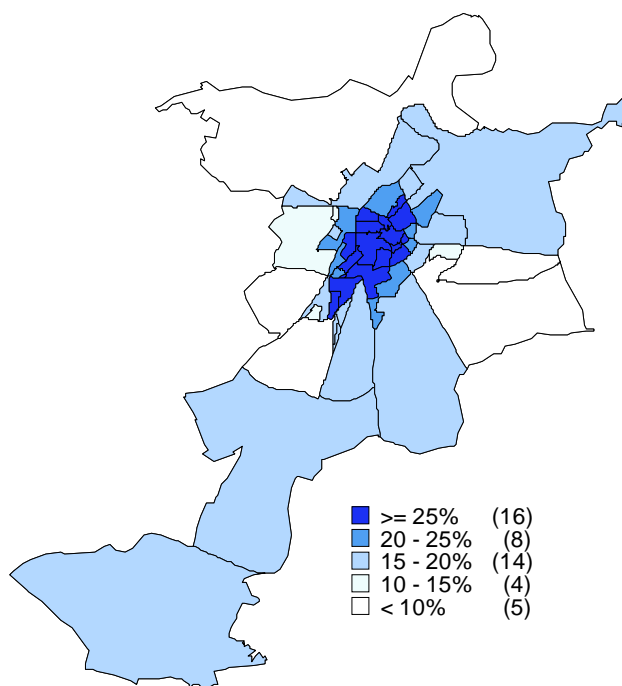 >= 25% (16)
20 - 25% (8)
15 - 20% (14)
10 - 15% (4)
< 10% (5)